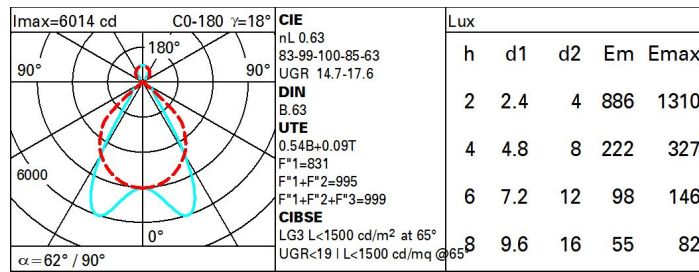 Imax=6014 cd C0-180 γ=18°
180°
90° 90°
6000
0°
α=62° / 90°
CIE
nL 0.63
83-99-100-85-63
UGR 14.7-17.6
DIN
B.63
UTE
0.54B+0.09T
F"1=831
F"1+F"2=995
F"1+F"2+F"3=999
CIBSE
LG3 L<1500 cd/m² at 65°
UGR<19 | L<1500 cd/mq @65°
Lux
h d1 d2 Em Emax
2 2.4 4 886 1310
4 4.8 8 222 327
6 7.2 12 98 146
8 9.6 16 55 82